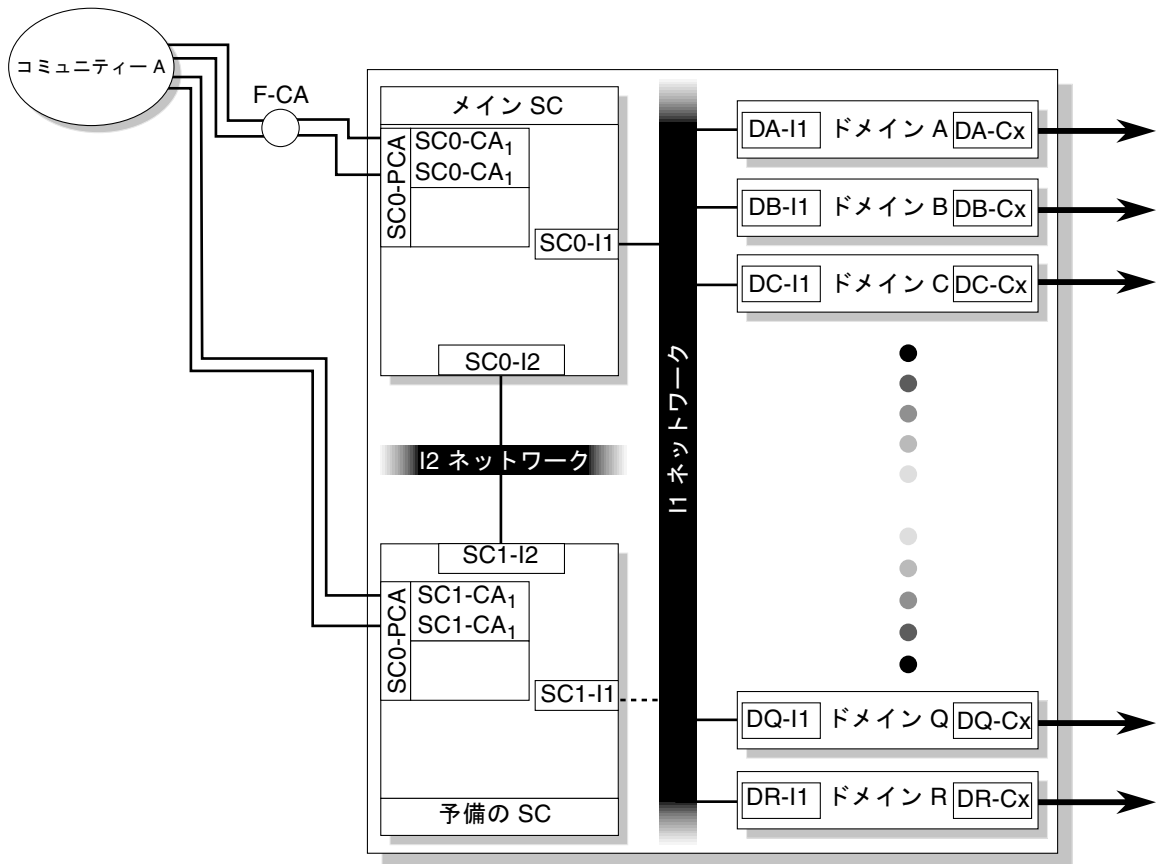 コミュニティー A
F-CA
メイン SC
SC0-PCA
SC0-CA1
SC0-CA1
SC0-I1
SC0-I2
I2 ネットワーク
SC1-I2
SC0-PCA
SC1-CA1
SC1-CA1
SC1-I1
予備の SC
I1 ネットワーク
DA-I1 ドメイン A DA-Cx
DB-I1 ドメイン B DB-Cx
DC-I1 ドメイン C DC-Cx
DQ-I1 ドメイン Q DQ-Cx
DR-I1 ドメイン R DR-Cx